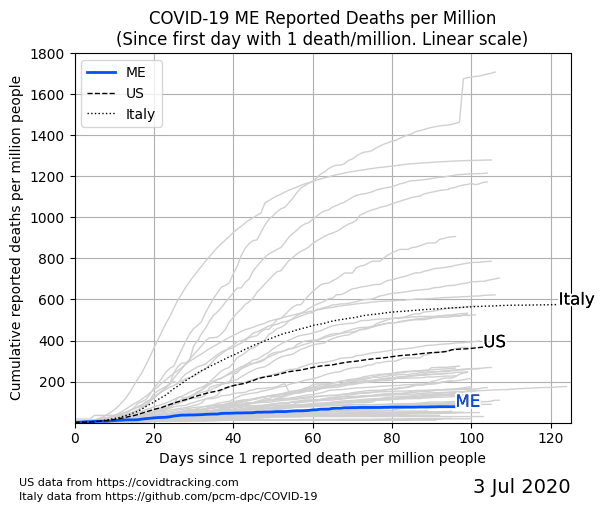 COVID-19 ME Reported Deaths per Million
(Since first day with 1 death/million. Linear scale)
Cumulative reported deaths per million people
1800
1600
1400
1200
1000
800
600
400
200
ME
US
Italy
Italy
US
ME
0 20 40 60 80 100 120
Days since 1 reported death per million people
US data from https://covidtracking.com
Italy data from https://github.com/pcm-dpc/COVID-19
3 Jul 2020